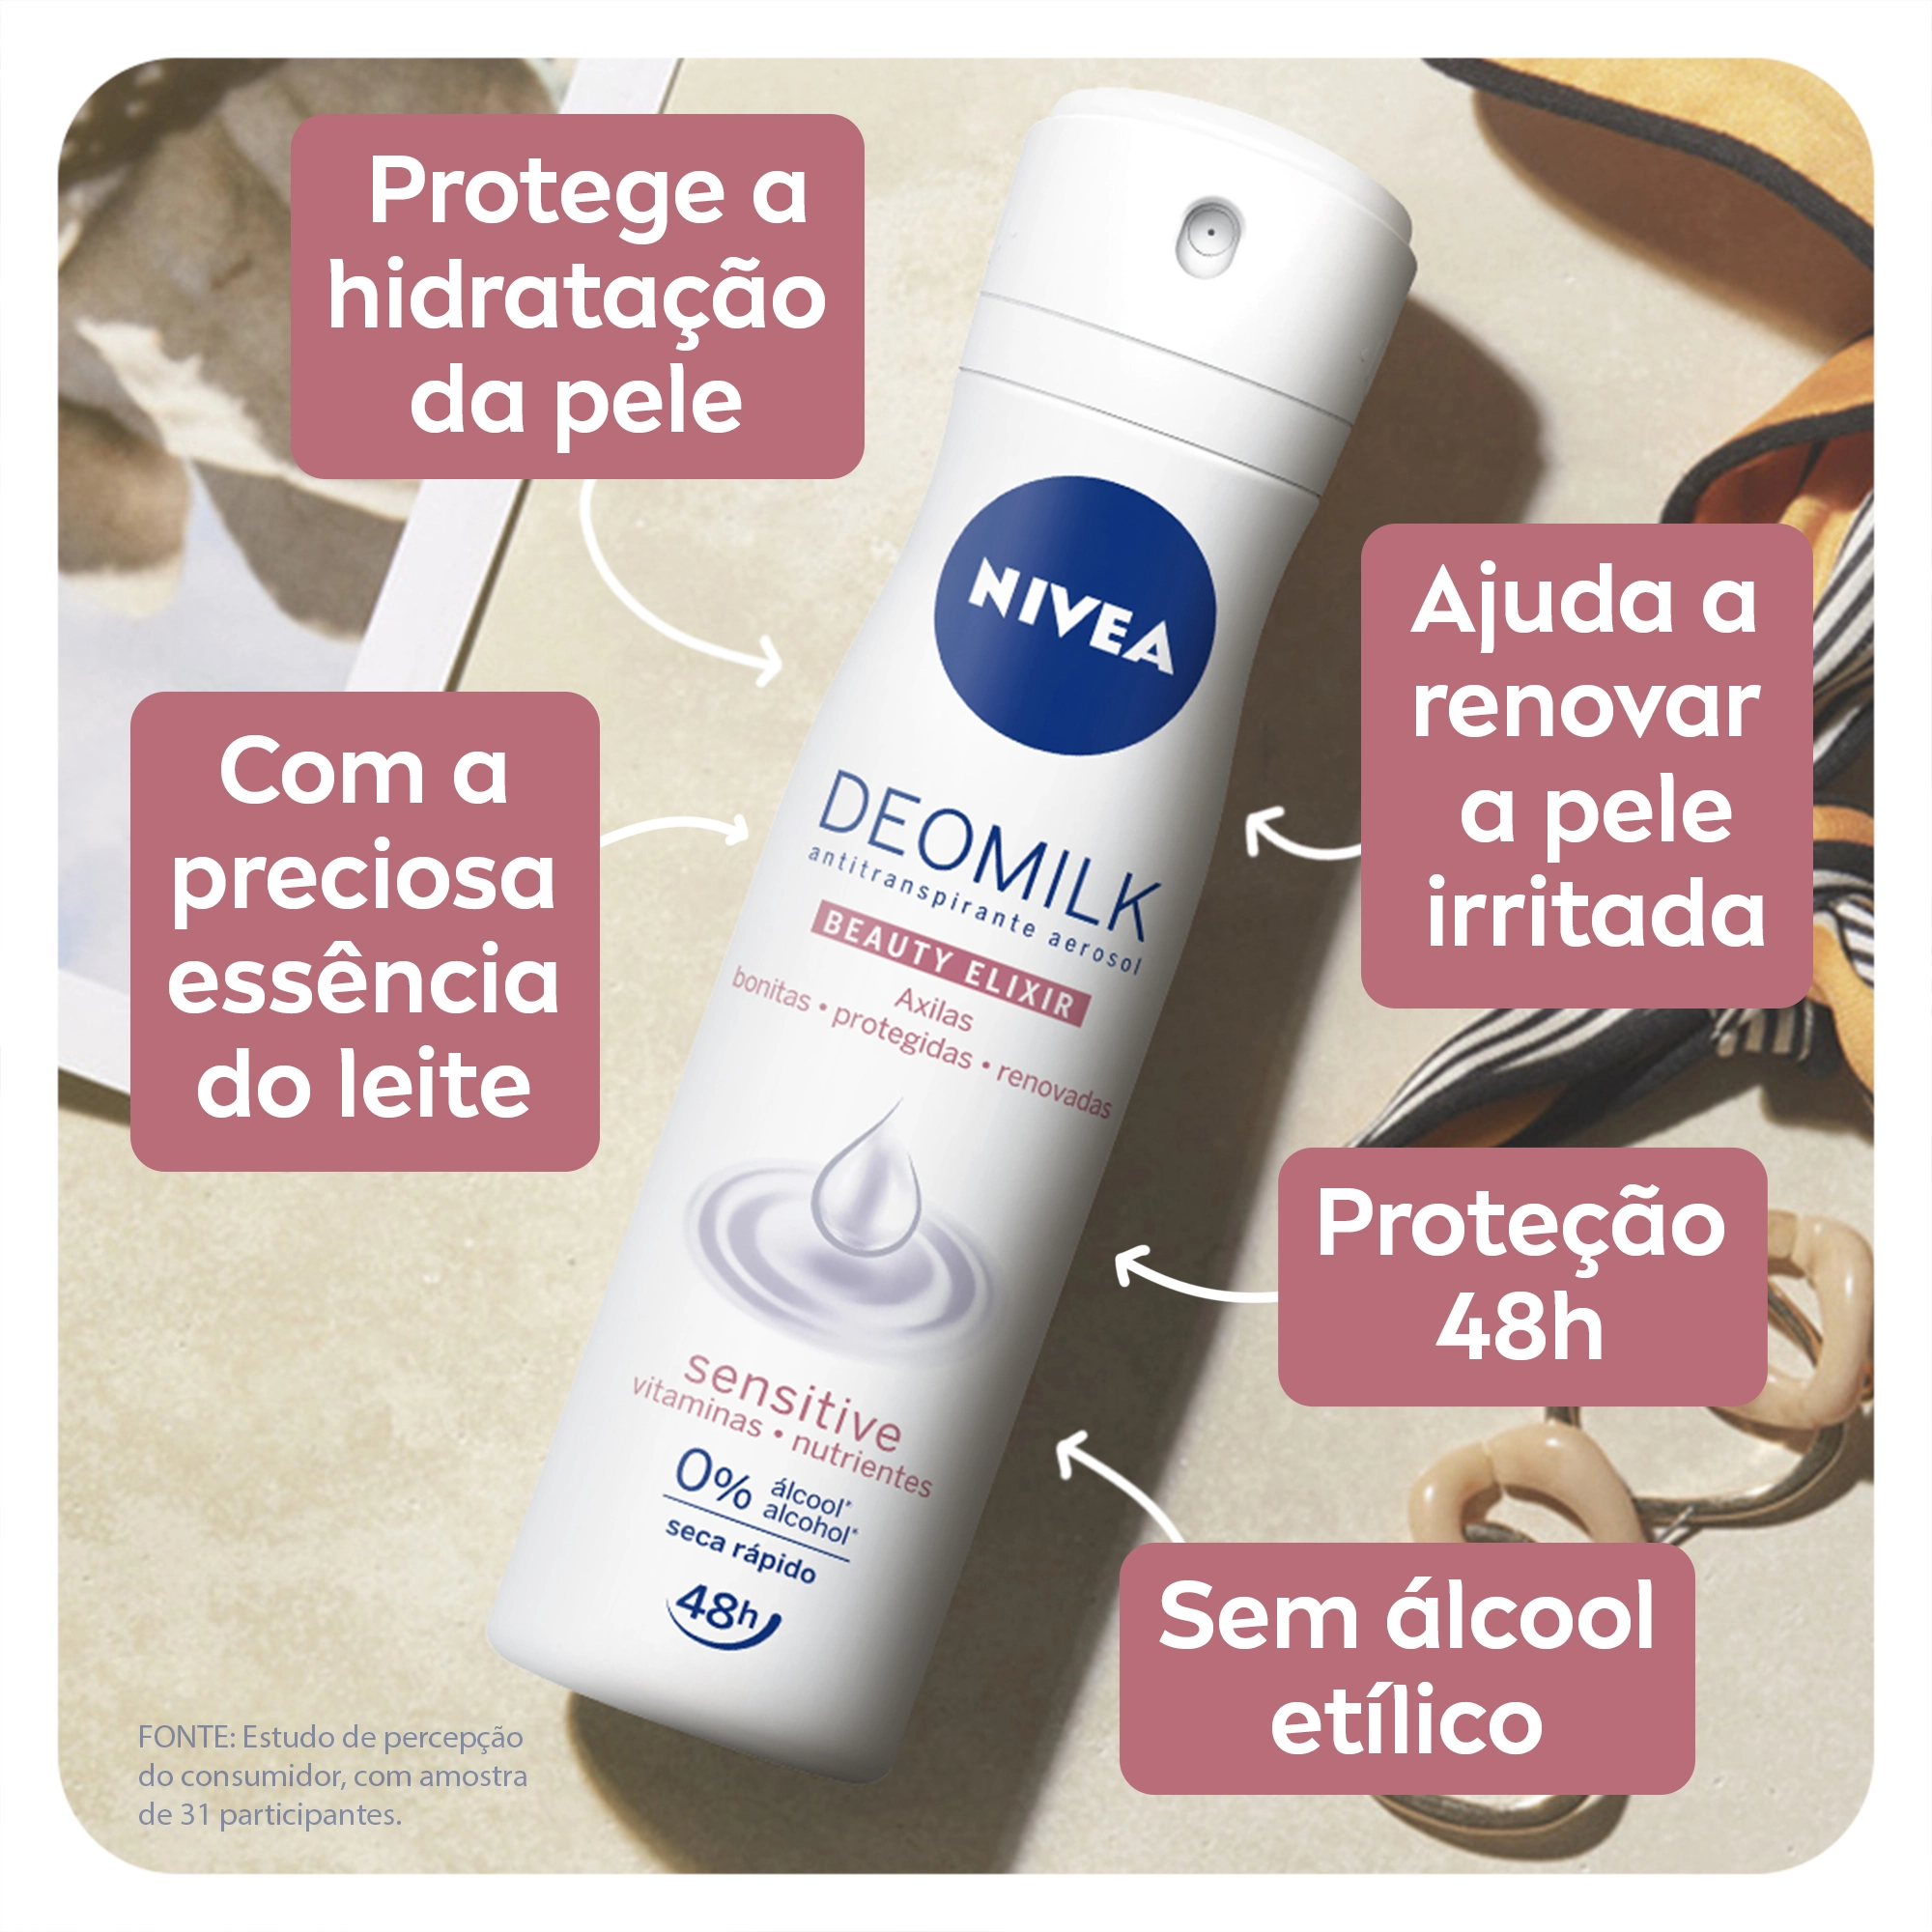 Protege a
hidratação
da pele
Com a
preciosa
essência
do leite
Ajuda a
renovar
a pele
irritada
Proteção
48h
Sem álcool
etílico
NIVEA
DEOMILK
antitranspirante aerosol
BEAUTY ELIXIR
Axilas
bonitas • protegidas • renovadas
sensitive
vitaminas • nutrientes
0% álcool*
alcohol*
seca rápido
48h
FONTE: Estudo de percepção
do consumidor, com amostra
de 31 participantes.